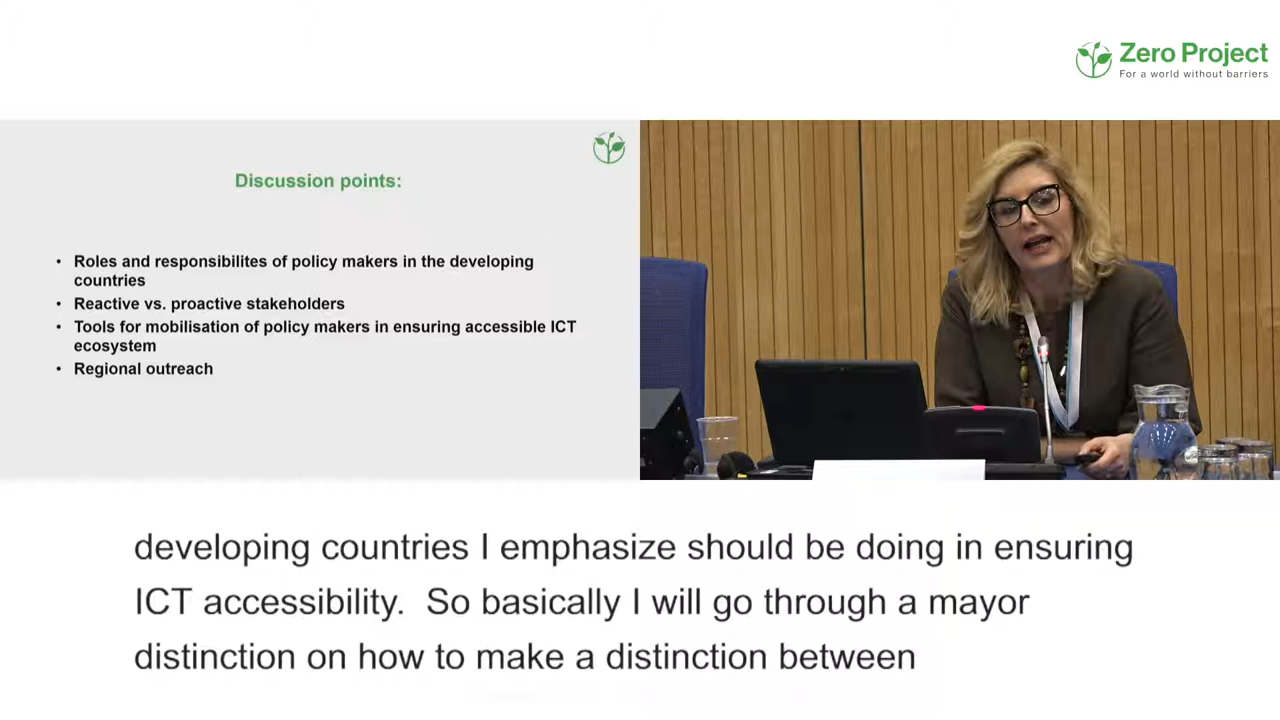 Zero Project
For a world without barriers
Discussion points:
• Roles and responsibilites of policy makers in the developing
countries
• Reactive vs. proactive stakeholders
• Tools for mobilisation of policy makers in ensuring accessible ICT
ecosystem
• Regional outreach
developing countries I emphasize should be doing in ensuring
ICT accessibility.  So basically I will go through a mayor
distinction on how to make a distinction between